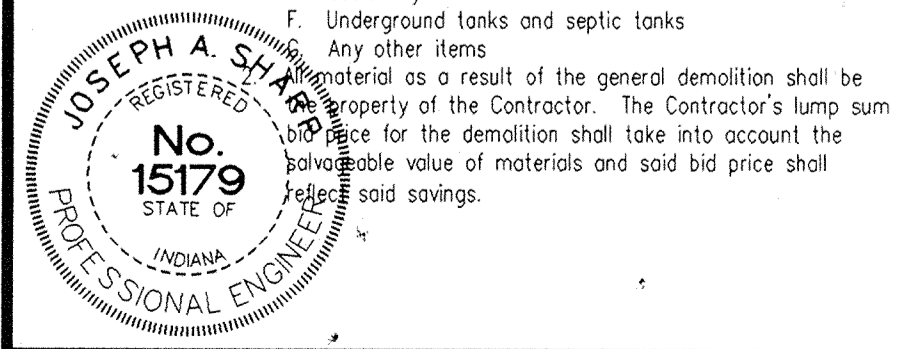 F. Underground tanks and septic tanks
G. Any other items
2. All material as a result of the general demolition shall be
the property of the Contractor. The Contractor's lump sum
bid price for the demolition shall take into account the
salvageable value of materials and said bid price shall
reflect said savings.
JOSEPH A. SHARP
REGISTERED
No.
15179
STATE OF
INDIANA
PROFESSIONAL ENGINEER